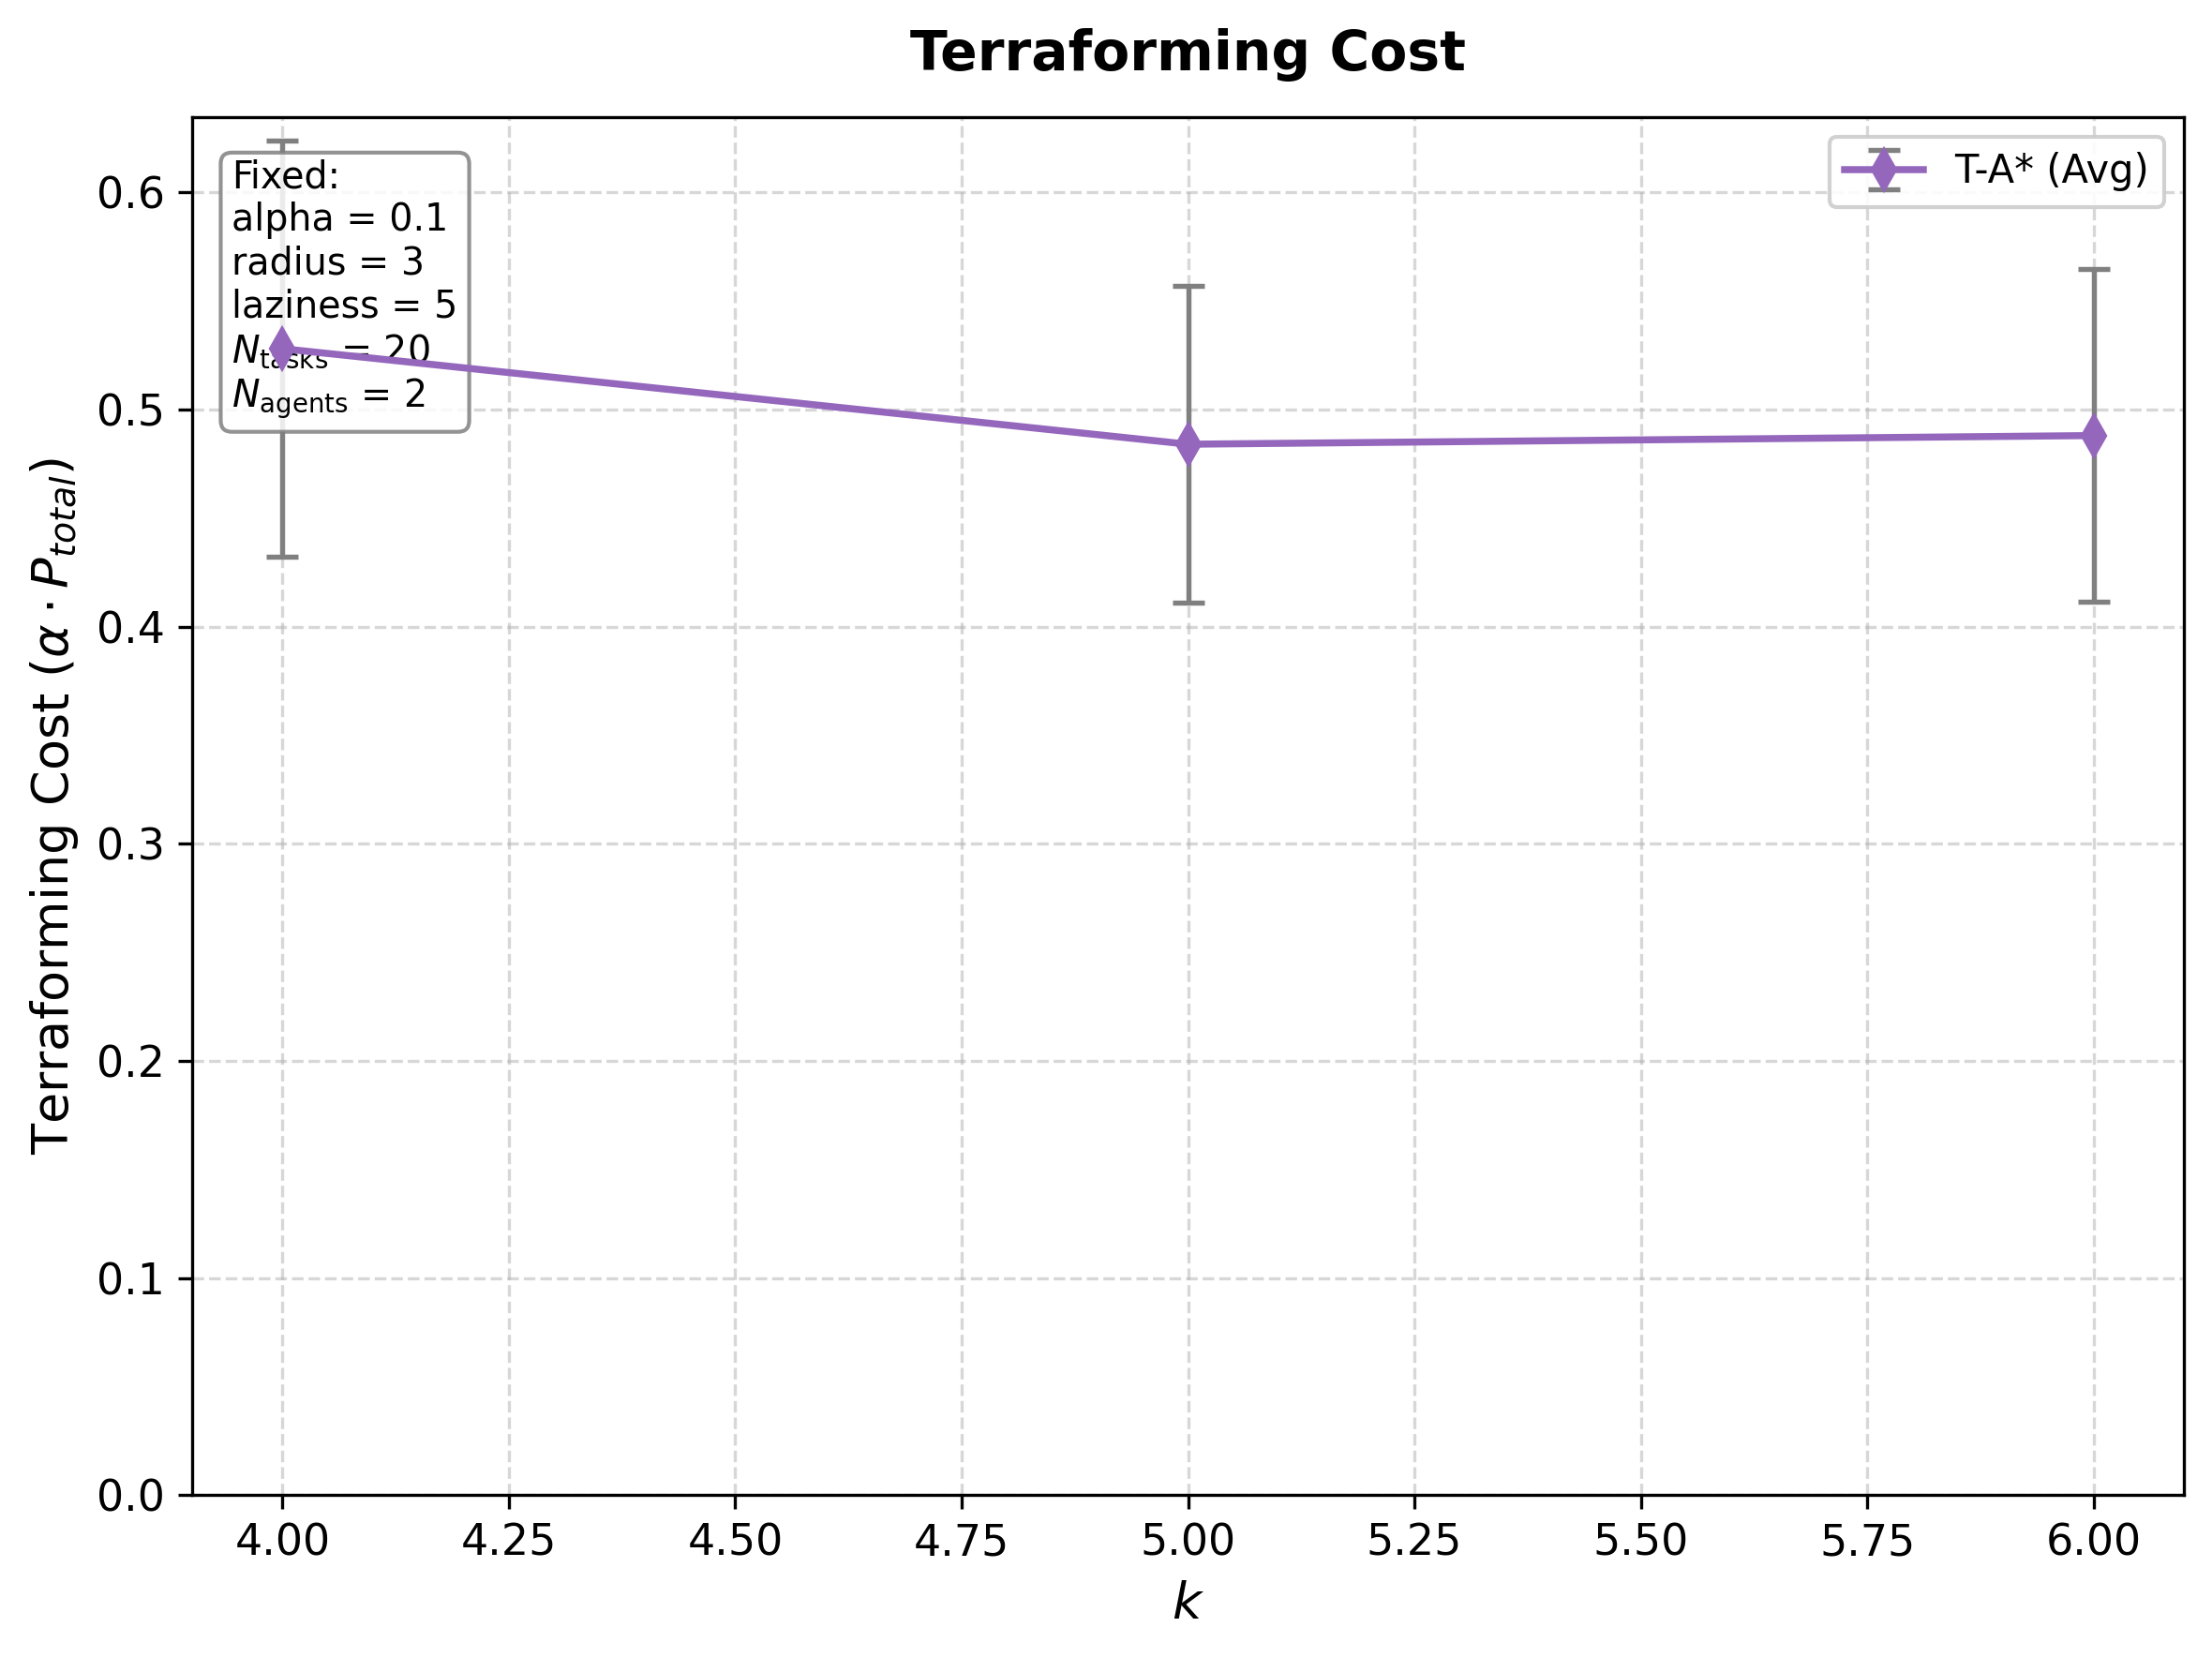 Terraforming Cost
Fixed:
alpha = 0.1
radius = 3
laziness = 5
N_tasks = 20
N_agents = 2
T-A* (Avg)
Terraforming Cost (α · P_total)
0.6
0.5
0.4
0.3
0.2
0.1
0.0
4.00 4.25 4.50 4.75 5.00 5.25 5.50 5.75 6.00
k